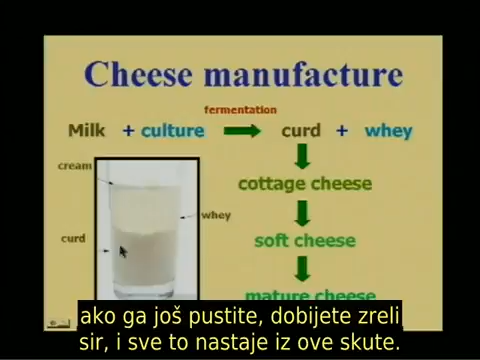 Cheese manufacture
fermentation
Milk + culture curd + whey
cream
cottage cheese
whey
curd
soft cheese
mature cheese
ako ga još pustite, dobijete zreli
sir, i sve to nastaje iz ove skute.